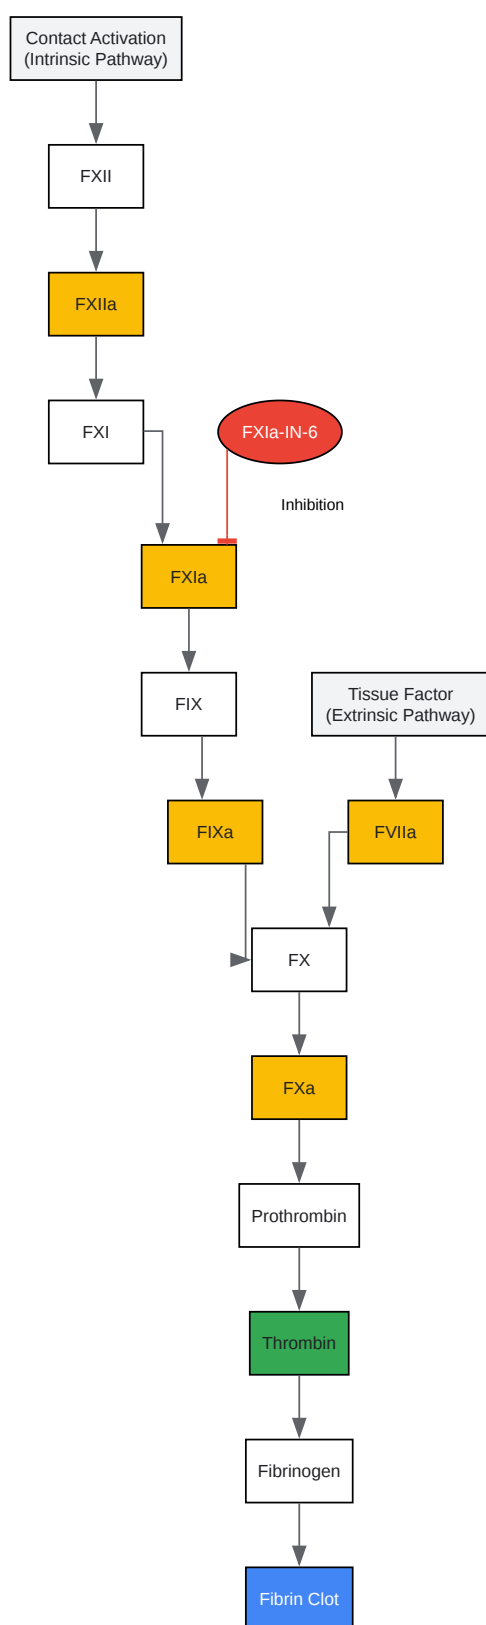 Contact Activation
(Intrinsic Pathway)
FXII
FXIIa
FXI
FXIa-IN-6
Inhibition
FXIa
FIX
Tissue Factor
(Extrinsic Pathway)
FIXa
FVIIa
FX
FXa
Prothrombin
Thrombin
Fibrinogen
Fibrin Clot